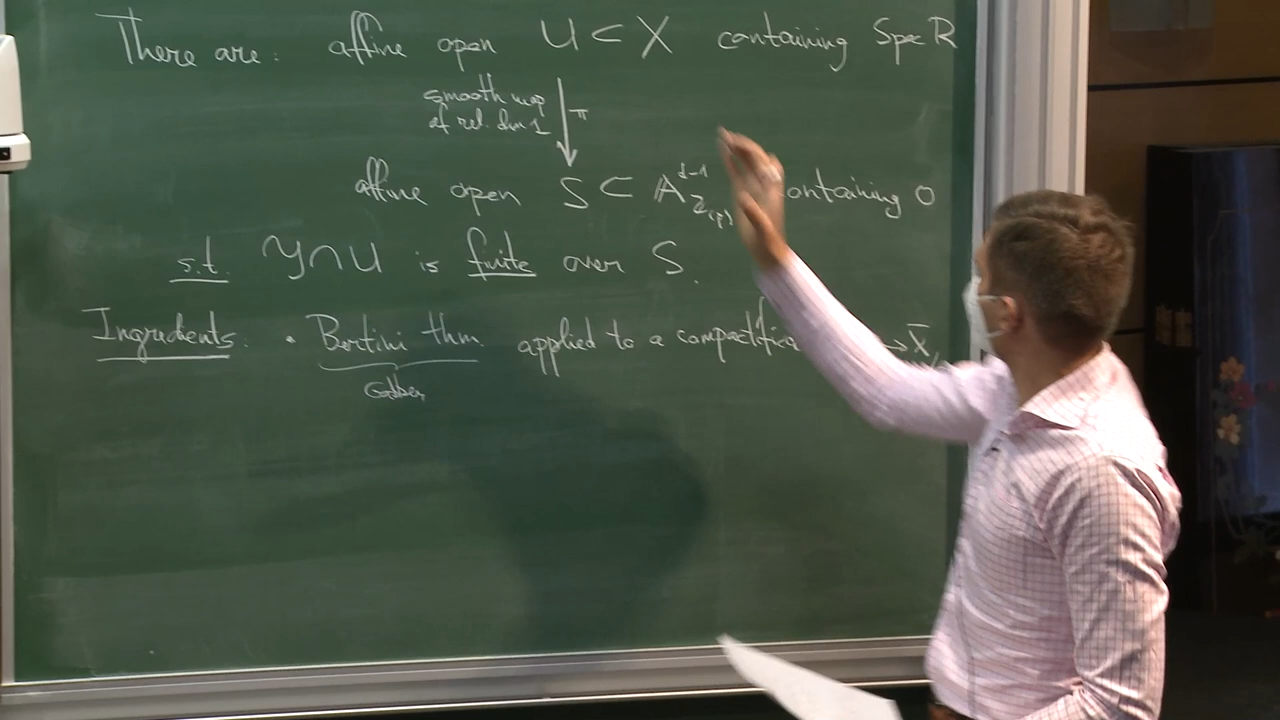 There are: affine open U ⊂ X containing Spec R
smooth map
of rel. dim 1
π
affine open S ⊂ A^{d-1}_{Z_{(p)}} containing 0
s.t. Y∩U is finite over S.
Ingredients: • Bertini thm. applied to a → X̄
Gabber